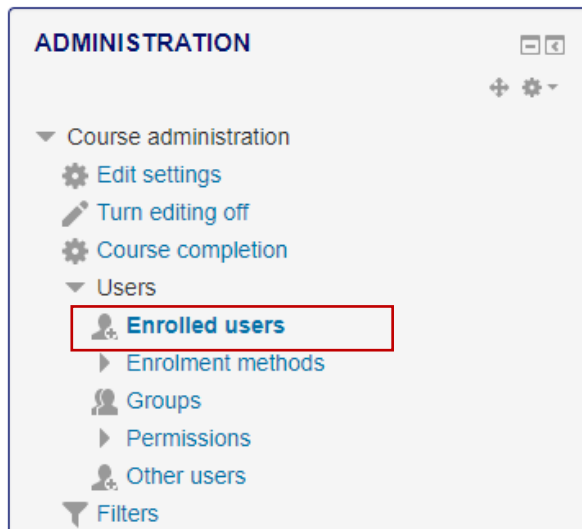 ADMINISTRATION
Course administration
Edit settings
Turn editing off
Course completion
Users
Enrolled users
Enrolment methods
Groups
Permissions
Other users
Filters